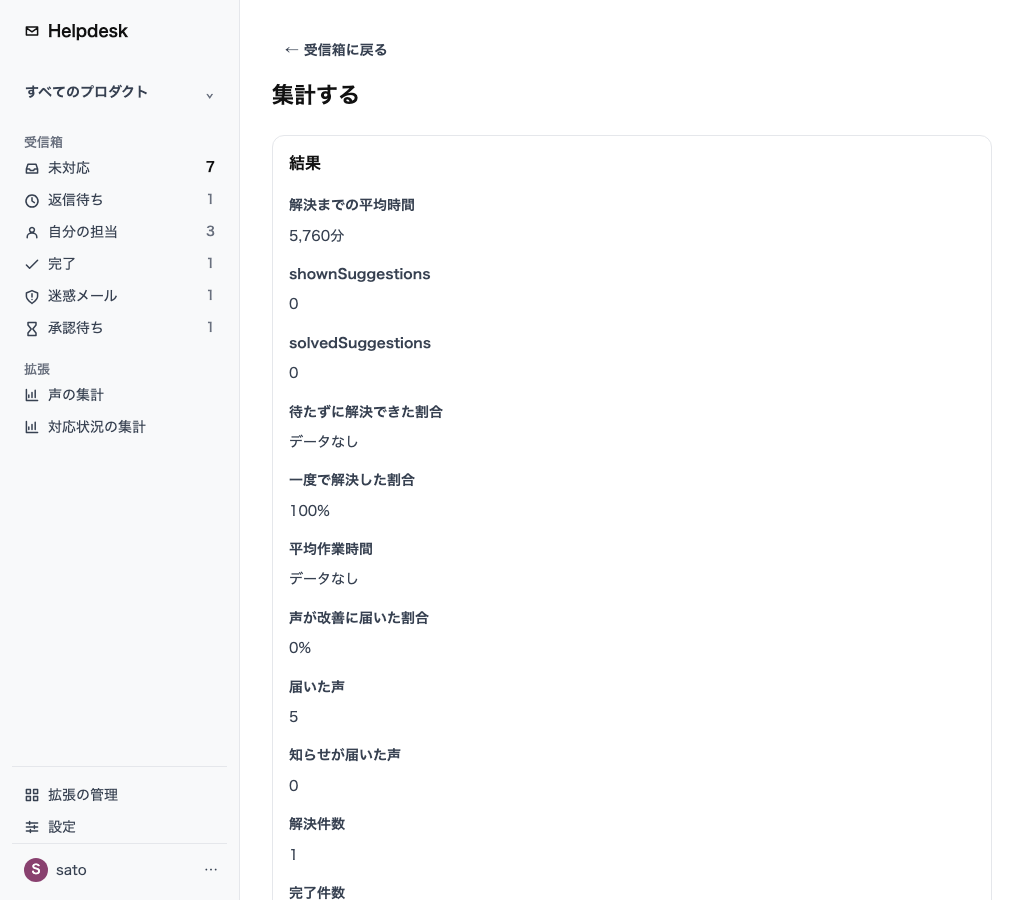 Helpdesk
すべてのプロダクト
受信箱
未対応 7
返信待ち 1
自分の担当 3
完了 1
迷惑メール 1
承認待ち 1
拡張
声の集計
対応状況の集計
拡張の管理
設定
S sato ...
← 受信箱に戻る
集計する
結果
解決までの平均時間
5,760分
shownSuggestions
0
solvedSuggestions
0
待たずに解決できた割合
データなし
一度で解決した割合
100%
平均作業時間
データなし
声が改善に届いた割合
0%
届いた声
5
知らせが届いた声
0
解決件数
1
完了件数